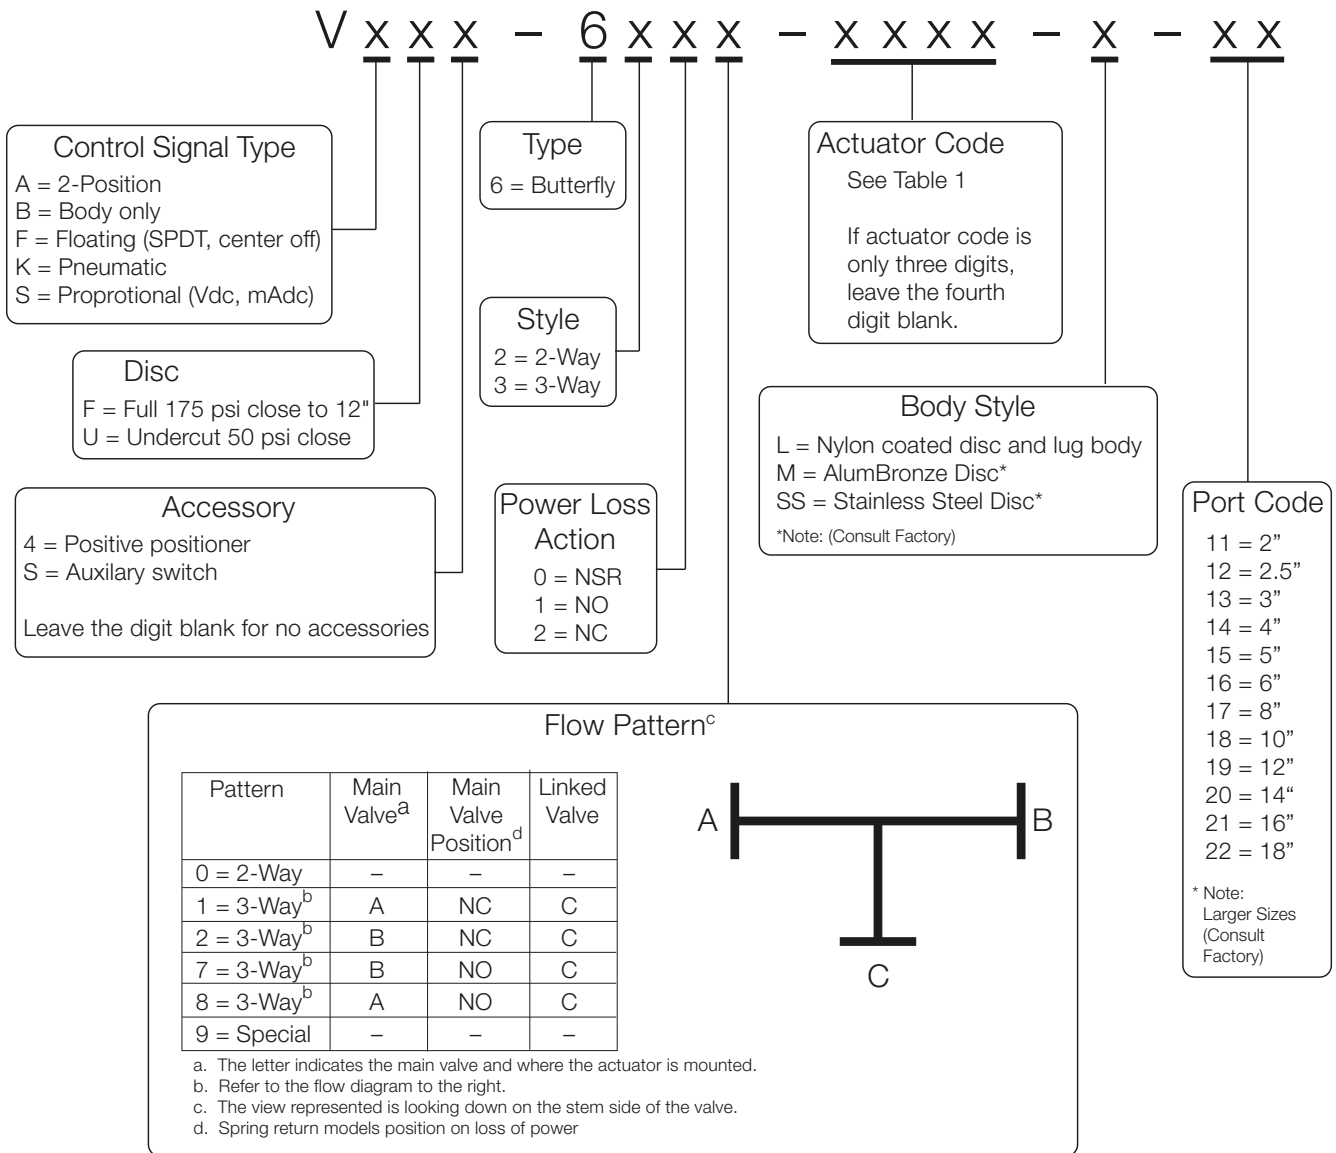 V x x x – 6 x x x – x x x x – x – x x
Control Signal Type
A = 2-Position
B = Body only
F = Floating (SPDT, center off)
K = Pneumatic
S = Proprotional (Vdc, mAdc)
Disc
F = Full 175 psi close to 12"
U = Undercut 50 psi close
Accessory
4 = Positive positioner
S = Auxilary switch
Leave the digit blank for no accessories
Type
6 = Butterfly
Style
2 = 2-Way
3 = 3-Way
Power Loss
Action
0 = NSR
1 = NO
2 = NC
Actuator Code
See Table 1
If actuator code is
only three digits,
leave the fourth
digit blank.
Body Style
L = Nylon coated disc and lug body
M = AlumBronze Disc*
SS = Stainless Steel Disc*
*Note: (Consult Factory)
Port Code
11 = 2”
12 = 2.5”
13 = 3”
14 = 4”
15 = 5”
16 = 6”
17 = 8”
18 = 10”
19 = 12”
20 = 14“
21 = 16”
22 = 18”
* Note:
Larger Sizes
(Consult
Factory)
Flow Patternc
Pattern Main Valvea Main Valve Positiond Linked Valve
0 = 2-Way – – –
1 = 3-Wayb A NC C
2 = 3-Wayb B NC C
7 = 3-Wayb B NO C
8 = 3-Wayb A NO C
9 = Special – – –
A
B
C
a. The letter indicates the main valve and where the actuator is mounted.
b. Refer to the flow diagram to the right.
c. The view represented is looking down on the stem side of the valve.
d. Spring return models position on loss of power